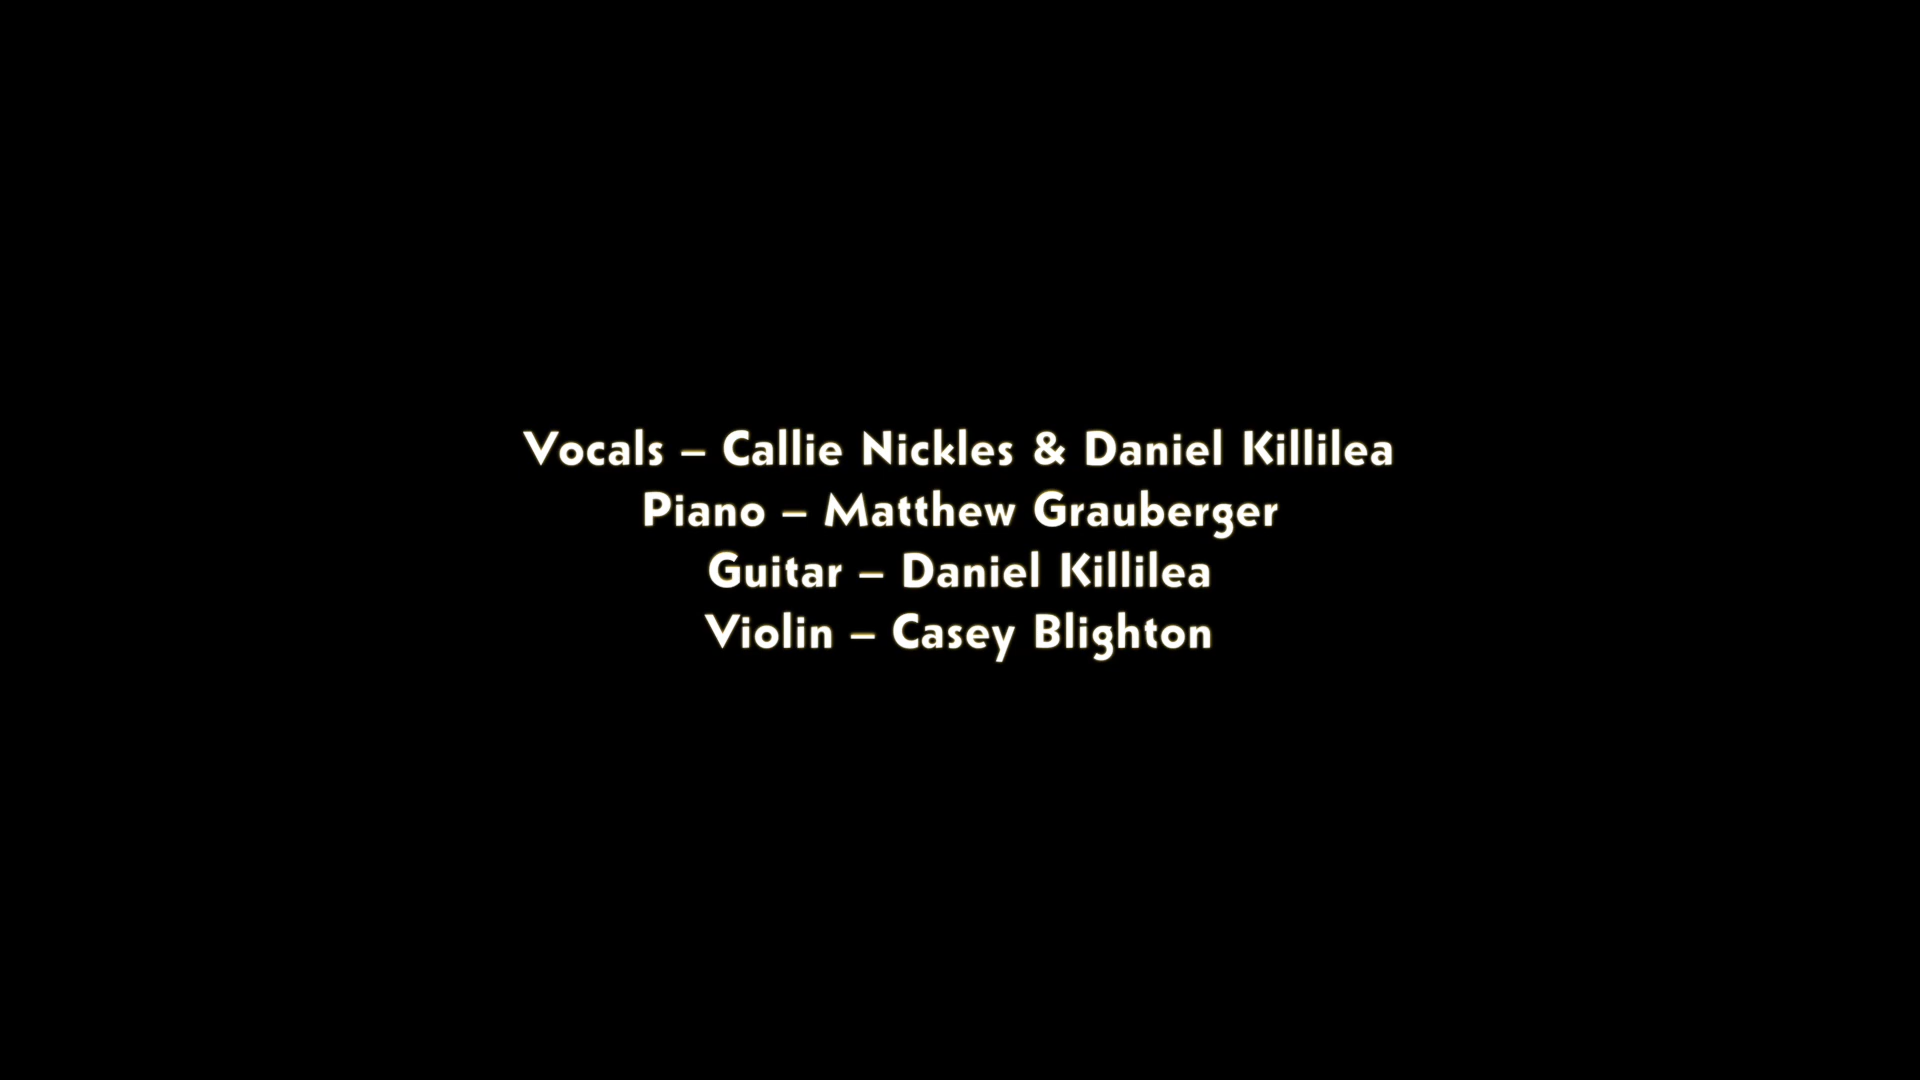 Vocals – Callie Nickles & Daniel Killilea
Piano – Matthew Grauberger
Guitar – Daniel Killilea
Violin – Casey Blighton